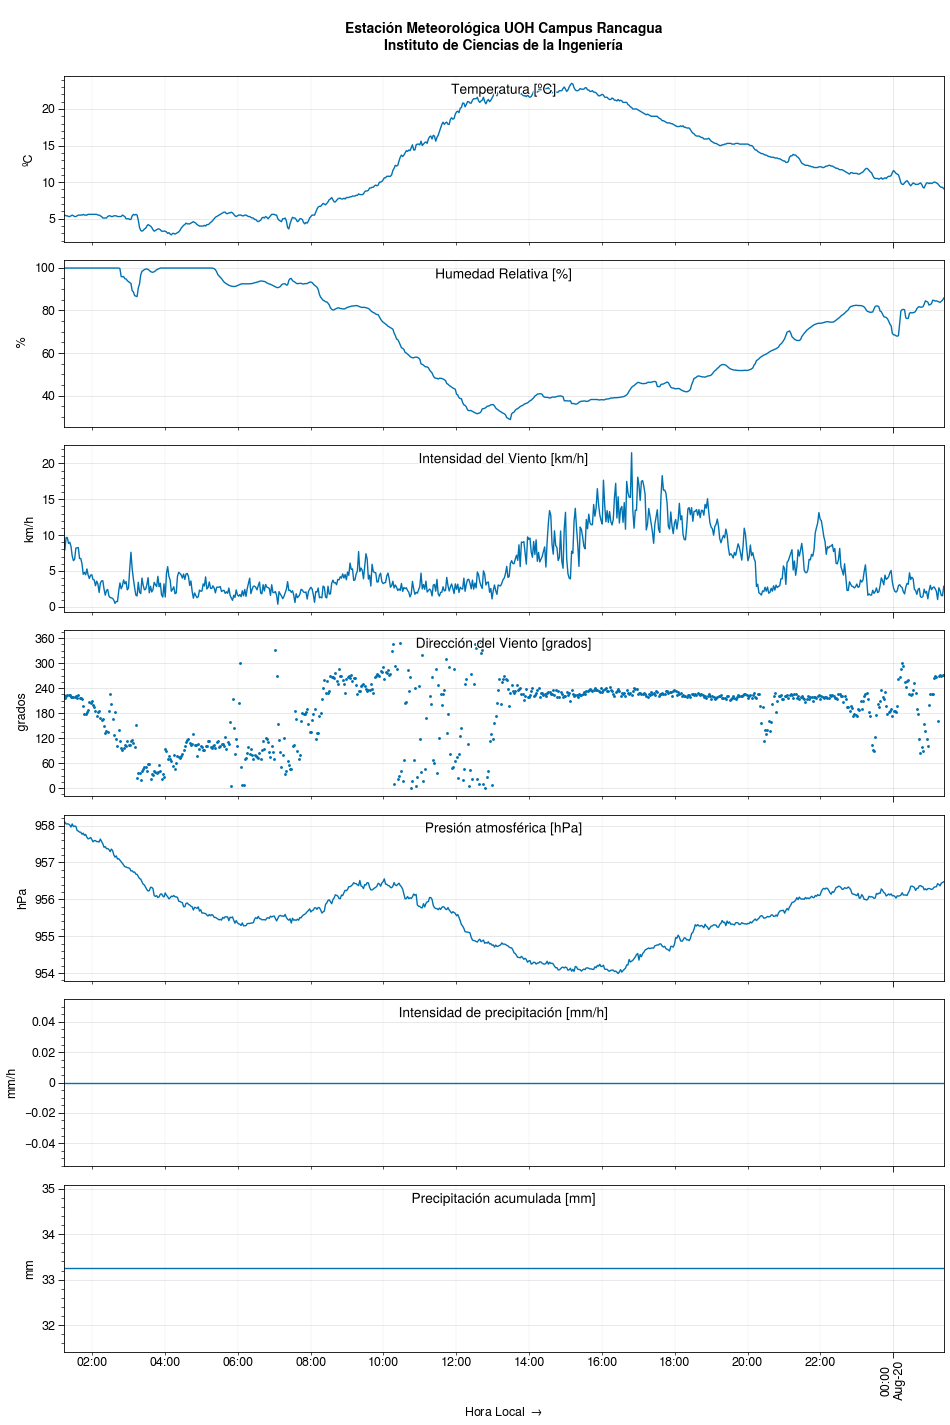 Estación Meteorológica UOH Campus Rancagua
Instituto de Ciencias de la Ingeniería
Temperatura [ºC]
ºC
20
15
10
5
Humedad Relativa [%]
%
100
80
60
40
Intensidad del Viento [km/h]
km/h
20
15
10
5
0
Dirección del Viento [grados]
grados
360
300
240
180
120
60
0
Presión atmosférica [hPa]
hPa
958
957
956
955
954
Intensidad de precipitación [mm/h]
mm/h
0.04
0.02
0
−0.02
−0.04
Precipitación acumulada [mm]
mm
35
34
33
32
02:00 04:00 06:00 08:00 10:00 12:00 14:00 16:00 18:00 20:00 22:00 00:00
Aug-20
Hora Local →